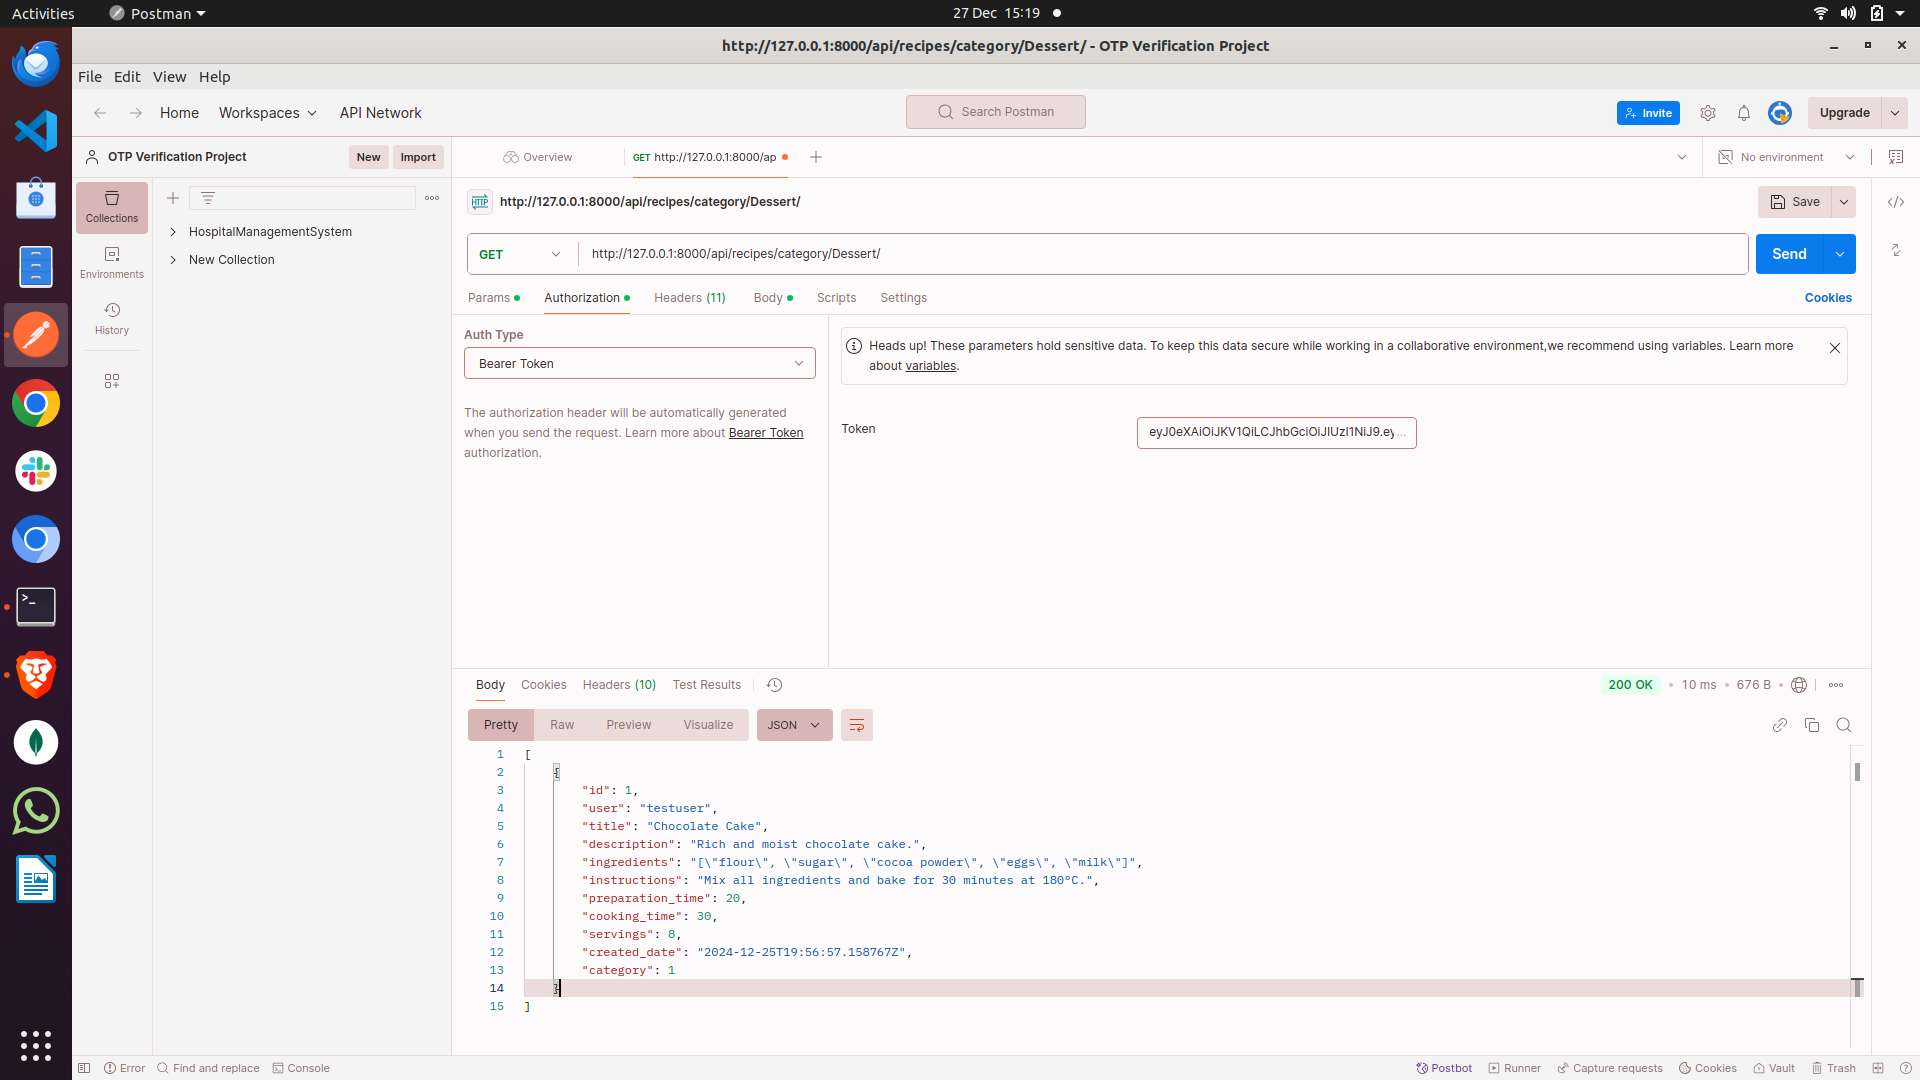 Activities
Postman
27 Dec 15:19
http://127.0.0.1:8000/api/recipes/category/Dessert/ - OTP Verification Project
File Edit View Help
Home Workspaces API Network
Search Postman
Invite
Upgrade
OTP Verification Project
New
Import
Overview
GET http://127.0.0.1:8000/ap
No environment
Collections
Environments
History
HospitalManagementSystem
New Collection
HTTP
http://127.0.0.1:8000/api/recipes/category/Dessert/
Save
GET
http://127.0.0.1:8000/api/recipes/category/Dessert/
Send
Params Authorization Headers (11) Body Scripts Settings
Cookies
Auth Type
Bearer Token
The authorization header will be automatically generated
when you send the request. Learn more about Bearer Token
authorization.
Heads up! These parameters hold sensitive data. To keep this data secure while working in a collaborative environment,we recommend using variables. Learn more
about variables.
Token
eyJ0eXAiOiJKV1QiLCJhbGciOiJIUzI1NiJ9.ey...
Body Cookies Headers (10) Test Results
200 OK • 10 ms • 676 B •
Pretty Raw Preview Visualize
JSON
1 [
2 {
3 "id": 1,
4 "user": "testuser",
5 "title": "Chocolate Cake",
6 "description": "Rich and moist chocolate cake.",
7 "ingredients": "[\"flour\", \"sugar\", \"cocoa powder\", \"eggs\", \"milk\"]",
8 "instructions": "Mix all ingredients and bake for 30 minutes at 180°C.",
9 "preparation_time": 20,
10 "cooking_time": 30,
11 "servings": 8,
12 "created_date": "2024-12-25T19:56:57.158767Z",
13 "category": 1
14 }
15 ]
Error
Find and replace
Console
Postbot
Runner
Capture requests
Cookies
Vault
Trash